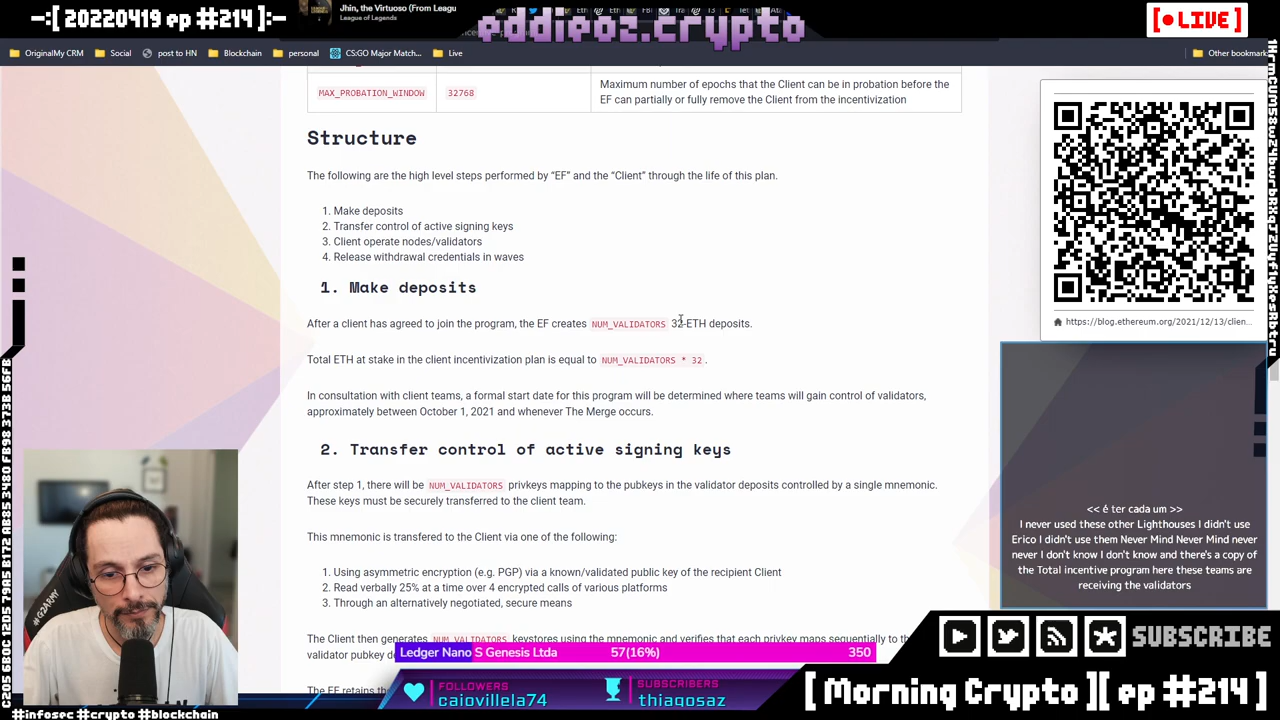 -:[ 20220419 ep #214 ]:-
Jhin, the Virtuoso (From Leagu
League of Legends
eddieoz.crypto
[ ● LIVE ]
OriginalMy CRM
Social
post to HN
Blockchain
personal
CS:GO Major Match...
Live
Other bookmark
MAX_PROBATION_WINDOW
32768
Maximum number of epochs that the Client can be in probation before the
EF can partially or fully remove the Client from the incentivization
Structure
The following are the high level steps performed by “EF” and the “Client” through the life of this plan.
1. Make deposits
2. Transfer control of active signing keys
3. Client operate nodes/validators
4. Release withdrawal credentials in waves
1. Make deposits
After a client has agreed to join the program, the EF creates NUM_VALIDATORS 32-ETH deposits.
Total ETH at stake in the client incentivization plan is equal to NUM_VALIDATORS * 32 .
In consultation with client teams, a formal start date for this program will be determined where teams will gain control of validators,
approximately between October 1, 2021 and whenever The Merge occurs.
2. Transfer control of active signing keys
After step 1, there will be NUM_VALIDATORS privkeys mapping to the pubkeys in the validator deposits controlled by a single mnemonic.
These keys must be securely transferred to the client team.
This mnemonic is transfered to the Client via one of the following:
1. Using asymmetric encryption (e.g. PGP) via a known/validated public key of the recipient Client
2. Read verbally 25% at a time over 4 encrypted calls of various platforms
3. Through an alternatively negotiated, secure means
The Client then generates NUM_VALIDATORS keystores using the mnemonic and verifies that each privkey maps sequentially to th
validator pubkey de
The EF retains the
https://blog.ethereum.org/2021/12/13/clien...
<< é ter cada um >>
I never used these other Lighthouses I didn't use
Erico I didn't use them Never Mind Never Mind never
never I don't know I don't know and there's a copy of
the Total incentive program here these teams are
receiving the validators
Ledger Nano S Genesis Ltda
57(16%)
350
SUBSCRIBE
FOLLOWERS
caiovillela74
SUBSCRIBERS
thiagosaz
[ Morning Crypto ][ ep #214 ]
#infosec #crypto #blockchain